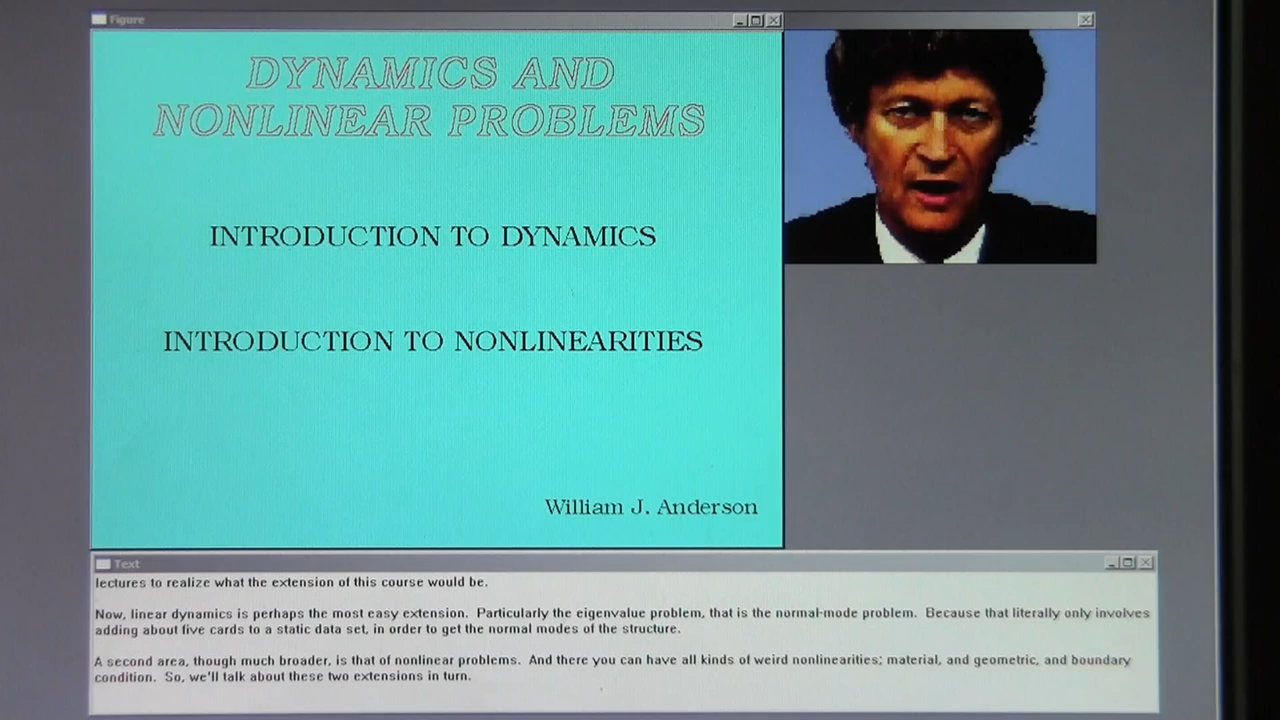 Figure
DYNAMICS AND
NONLINEAR PROBLEMS
INTRODUCTION TO DYNAMICS
INTRODUCTION TO NONLINEARITIES
William J. Anderson
Text
lectures to realize what the extension of this course would be.
Now, linear dynamics is perhaps the most easy extension. Particularly the eigenvalue problem, that is the normal-mode problem. Because that literally only involves
adding about five cards to a static data set, in order to get the normal modes of the structure.
A second area, though much broader, is that of nonlinear problems. And there you can have all kinds of weird nonlinearities; material, and geometric, and boundary
condition. So, we'll talk about these two extensions in turn.